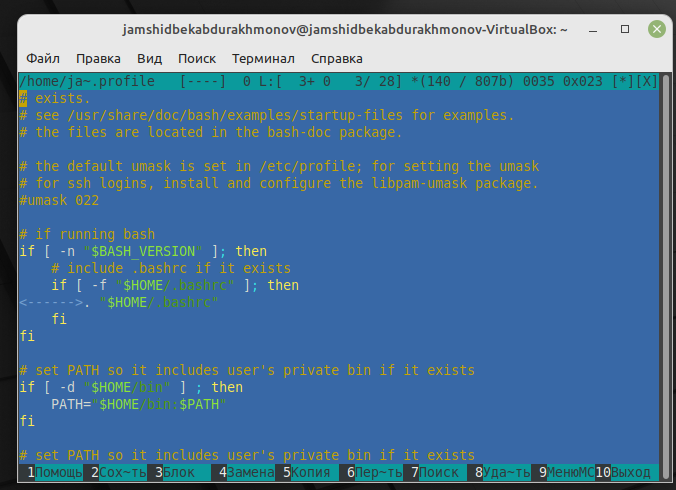 jamshidbekabdurakhmonov@jamshidbekabdurakhmonov-VirtualBox: ~
Файл Правка Вид Поиск Терминал Справка
/home/ja~.profile   [----]  0 L:[  3+ 0   3/ 28] *(140 / 807b) 0035 0x023 [*][X]
# exists.
# see /usr/share/doc/bash/examples/startup-files for examples.
# the files are located in the bash-doc package.
# the default umask is set in /etc/profile; for setting the umask
# for ssh logins, install and configure the libpam-umask package.
#umask 022
# if running bash
if [ -n "$BASH_VERSION" ]; then
    # include .bashrc if it exists
    if [ -f "$HOME/.bashrc" ]; then
<------>. "$HOME/.bashrc"
    fi
fi
# set PATH so it includes user's private bin if it exists
if [ -d "$HOME/bin" ] ; then
    PATH="$HOME/bin:$PATH"
fi
# set PATH so it includes user's private bin if it exists
1Помощь 2Сох~ть 3Блок 4Замена 5Копия 6Пер~ть 7Поиск 8Уда~ть 9МенюMC 10Выход